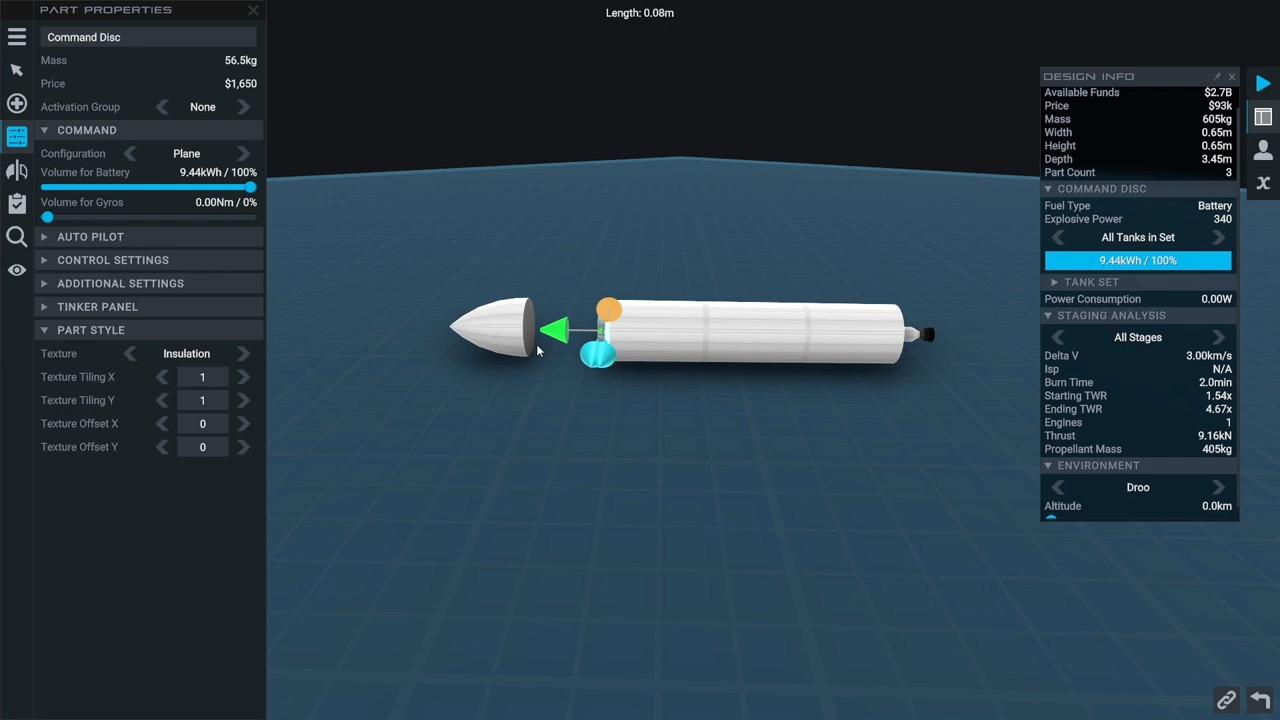 Length: 0.08m
PART PROPERTIES
Command Disc
Mass 56.5kg
Price $1,650
Activation Group None
COMMAND
Configuration Plane
Volume for Battery 9.44kWh / 100%
Volume for Gyros 0.00Nm / 0%
AUTO PILOT
CONTROL SETTINGS
ADDITIONAL SETTINGS
TINKER PANEL
PART STYLE
Texture Insulation
Texture Tiling X 1
Texture Tiling Y 1
Texture Offset X 0
Texture Offset Y 0
DESIGN INFO
Available Funds $2.7B
Price $93k
Mass 605kg
Width 0.65m
Height 0.65m
Depth 3.45m
Part Count 3
COMMAND DISC
Fuel Type Battery
Explosive Power 340
All Tanks in Set
9.44kWh / 100%
TANK SET
Power Consumption 0.00W
STAGING ANALYSIS
All Stages
Delta V 3.00km/s
Isp N/A
Burn Time 2.0min
Starting TWR 1.54x
Ending TWR 4.67x
Engines 1
Thrust 9.16kN
Propellant Mass 405kg
ENVIRONMENT
Droo
Altitude 0.0km